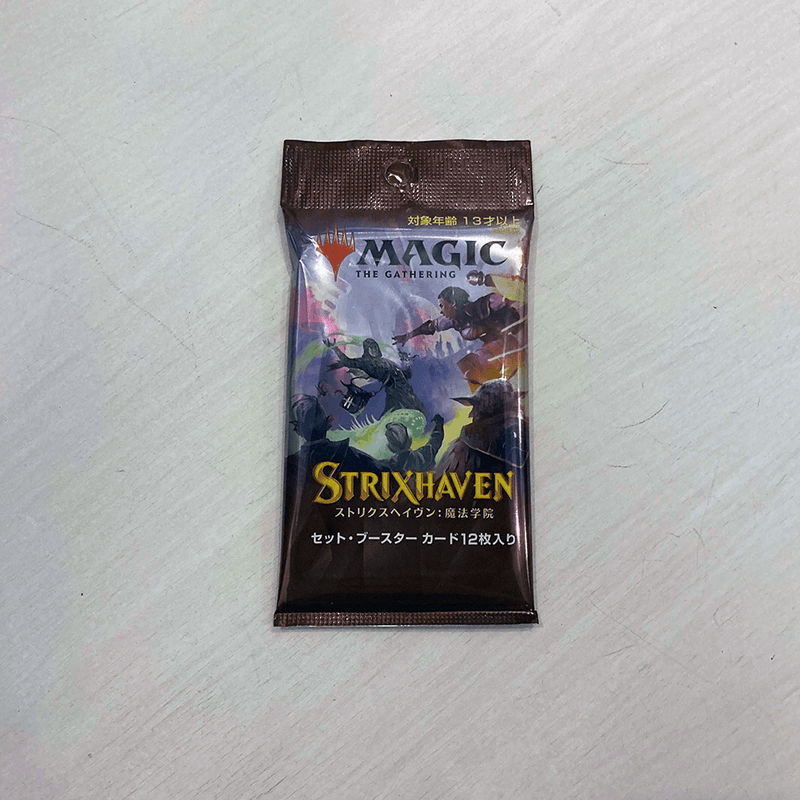 対象年齢 13才以上
MAGIC
THE GATHERING
STRIXHAVEN
ストリクスヘイヴン:魔法学院
セット・ブースター カード12枚入り